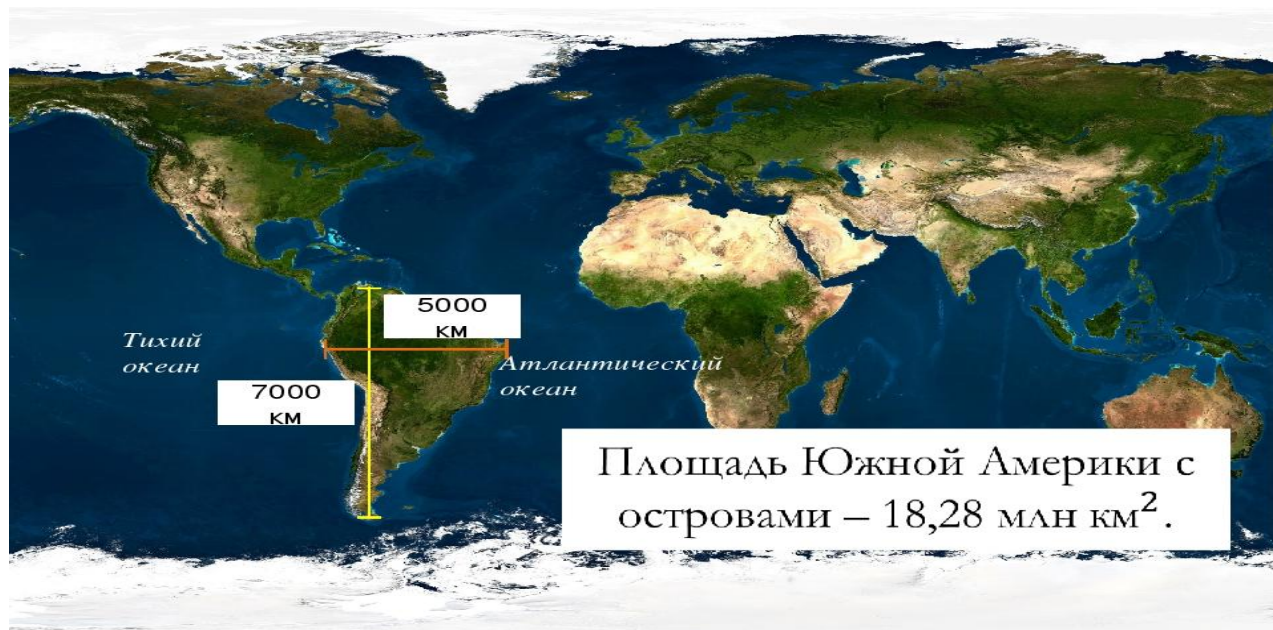 5000
км
Тихий
океан
Атлантический
океан
7000
км
Площадь Южной Америки с
островами – 18,28 млн км².